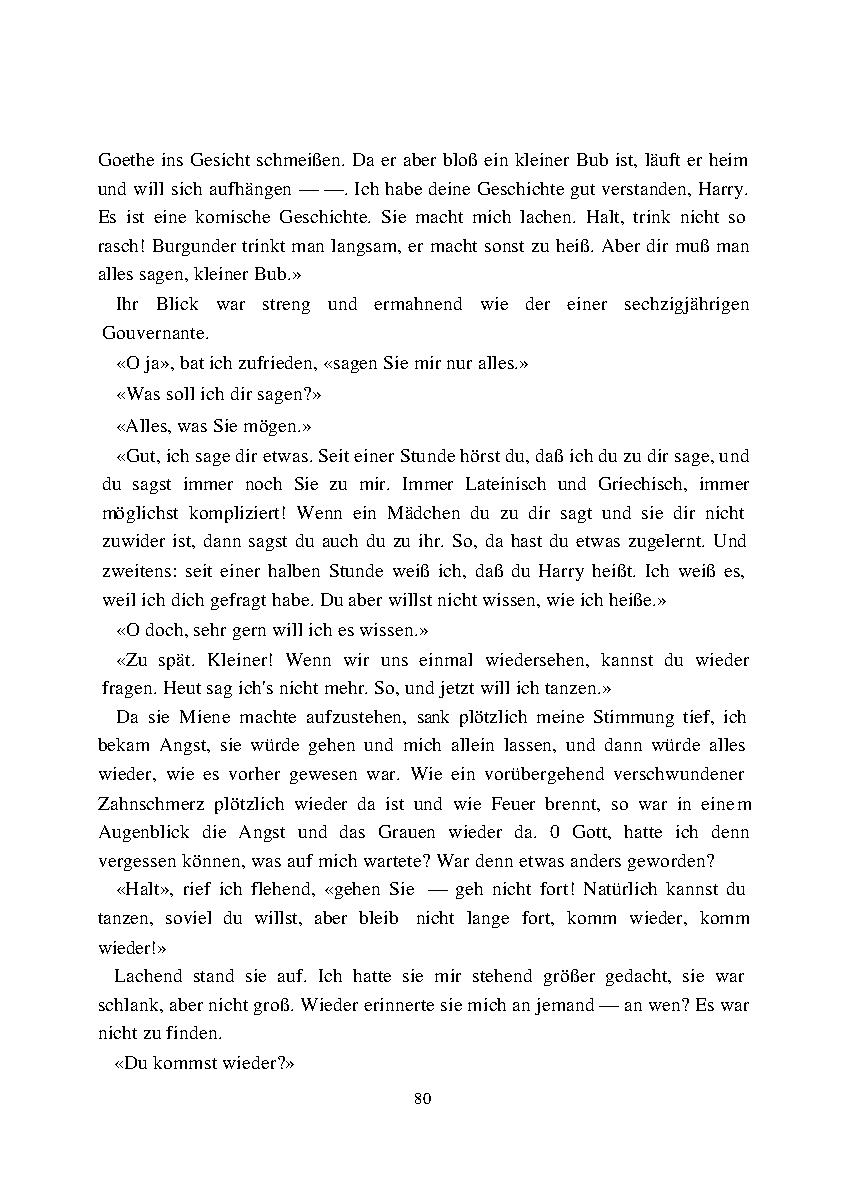 Goethe ins Gesicht schmeißen. Da er aber bloß ein kleiner Bub ist, läuft er heim
und will sich aufhängen — —. Ich habe deine Geschichte gut verstanden, Harry.
Es ist eine komische Geschichte. Sie macht mich lachen. Halt, trink nicht so
rasch! Burgunder trinkt man langsam, er macht sonst zu heiß. Aber dir muß man
alles sagen, kleiner Bub.»
Ihr Blick war streng und ermahnend wie der einer sechzigjährigen
Gouvernante.
«O ja», bat ich zufrieden, «sagen Sie mir nur alles.»
«Was soll ich dir sagen?»
«Alles, was Sie mögen.»
«Gut, ich sage dir etwas. Seit einer Stunde hörst du, daß ich du zu dir sage, und
du sagst immer noch Sie zu mir. Immer Lateinisch und Griechisch, immer
möglichst kompliziert! Wenn ein Mädchen du zu dir sagt und sie dir nicht
zuwider ist, dann sagst du auch du zu ihr. So, da hast du etwas zugelernt. Und
zweitens: seit einer halben Stunde weiß ich, daß du Harry heißt. Ich weiß es,
weil ich dich gefragt habe. Du aber willst nicht wissen, wie ich heiße.»
«O doch, sehr gern will ich es wissen.»
«Zu spät. Kleiner! Wenn wir uns einmal wiedersehen, kannst du wieder
fragen. Heut sag ich's nicht mehr. So, und jetzt will ich tanzen.»
Da sie Miene machte aufzustehen, sank plötzlich meine Stimmung tief, ich
bekam Angst, sie würde gehen und mich allein lassen, und dann würde alles
wieder, wie es vorher gewesen war. Wie ein vorübergehend verschwundener
Zahnschmerz plötzlich wieder da ist und wie Feuer brennt, so war in einem
Augenblick die Angst und das Grauen wieder da. 0 Gott, hatte ich denn
vergessen können, was auf mich wartete? War denn etwas anders geworden?
«Halt», rief ich flehend, «gehen Sie — geh nicht fort! Natürlich kannst du
tanzen, soviel du willst, aber bleib nicht lange fort, komm wieder, komm
wieder!»
Lachend stand sie auf. Ich hatte sie mir stehend größer gedacht, sie war
schlank, aber nicht groß. Wieder erinnerte sie mich an jemand — an wen? Es war
nicht zu finden.
«Du kommst wieder?»
80